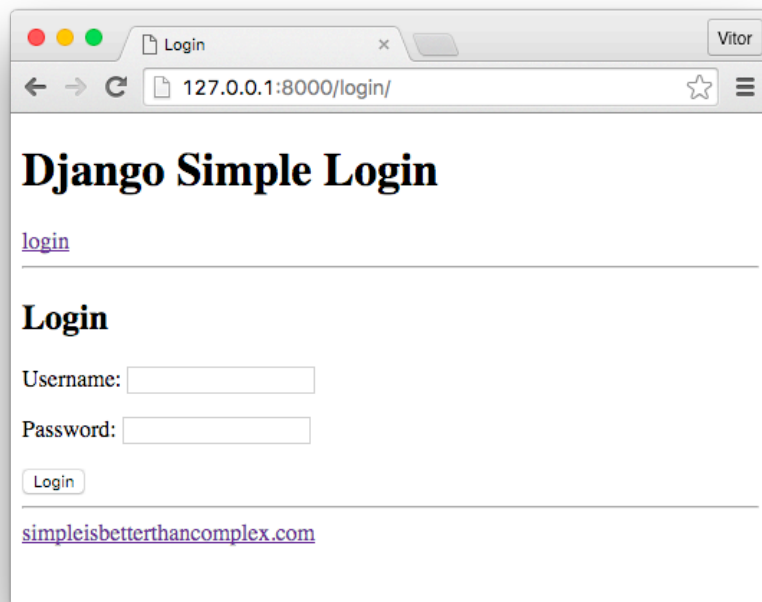 Login
Vitor
127.0.0.1:8000/login/
Django Simple Login
login
Login
Username:
Password:
Login
simpleisbetterthancomplex.com